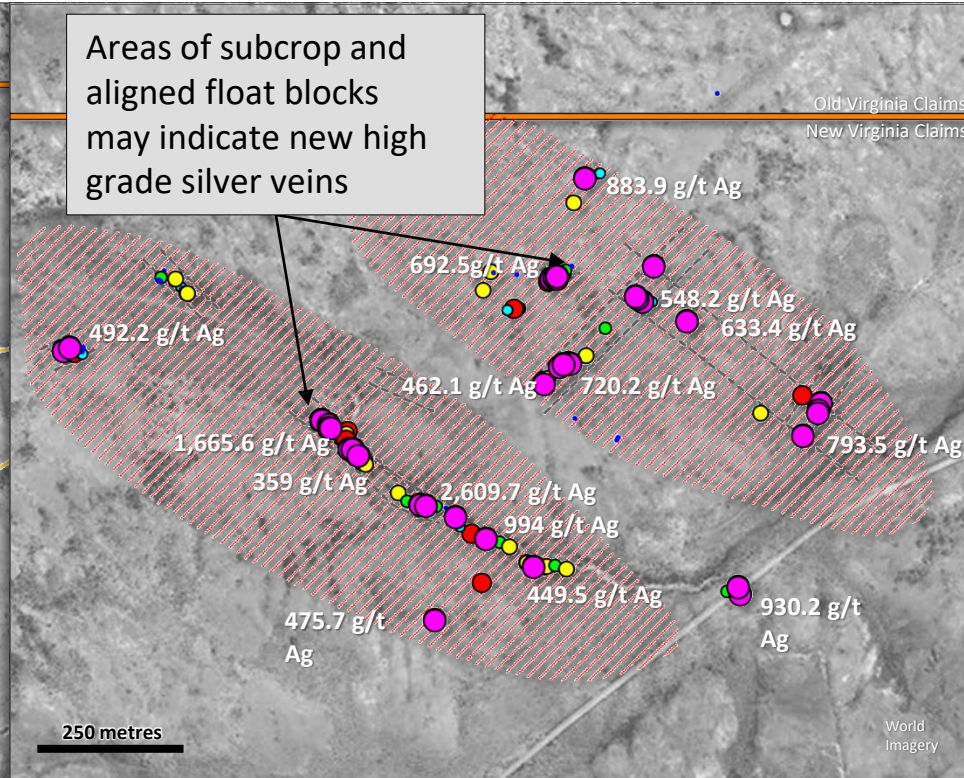 Areas of subcrop and
aligned float blocks
may indicate new high
grade silver veins
Old Virginia Claims
New Virginia Claims
883.9 g/t Ag
692.5g/t Ag
548.2 g/t Ag
633.4 g/t Ag
492.2 g/t Ag
462.1 g/t Ag
720.2 g/t Ag
1,665.6 g/t Ag
793.5 g/t Ag
359 g/t Ag
2,609.7 g/t Ag
994 g/t Ag
449.5 g/t Ag
930.2 g/t
Ag
475.7 g/t
Ag
250 metres
World
Imagery